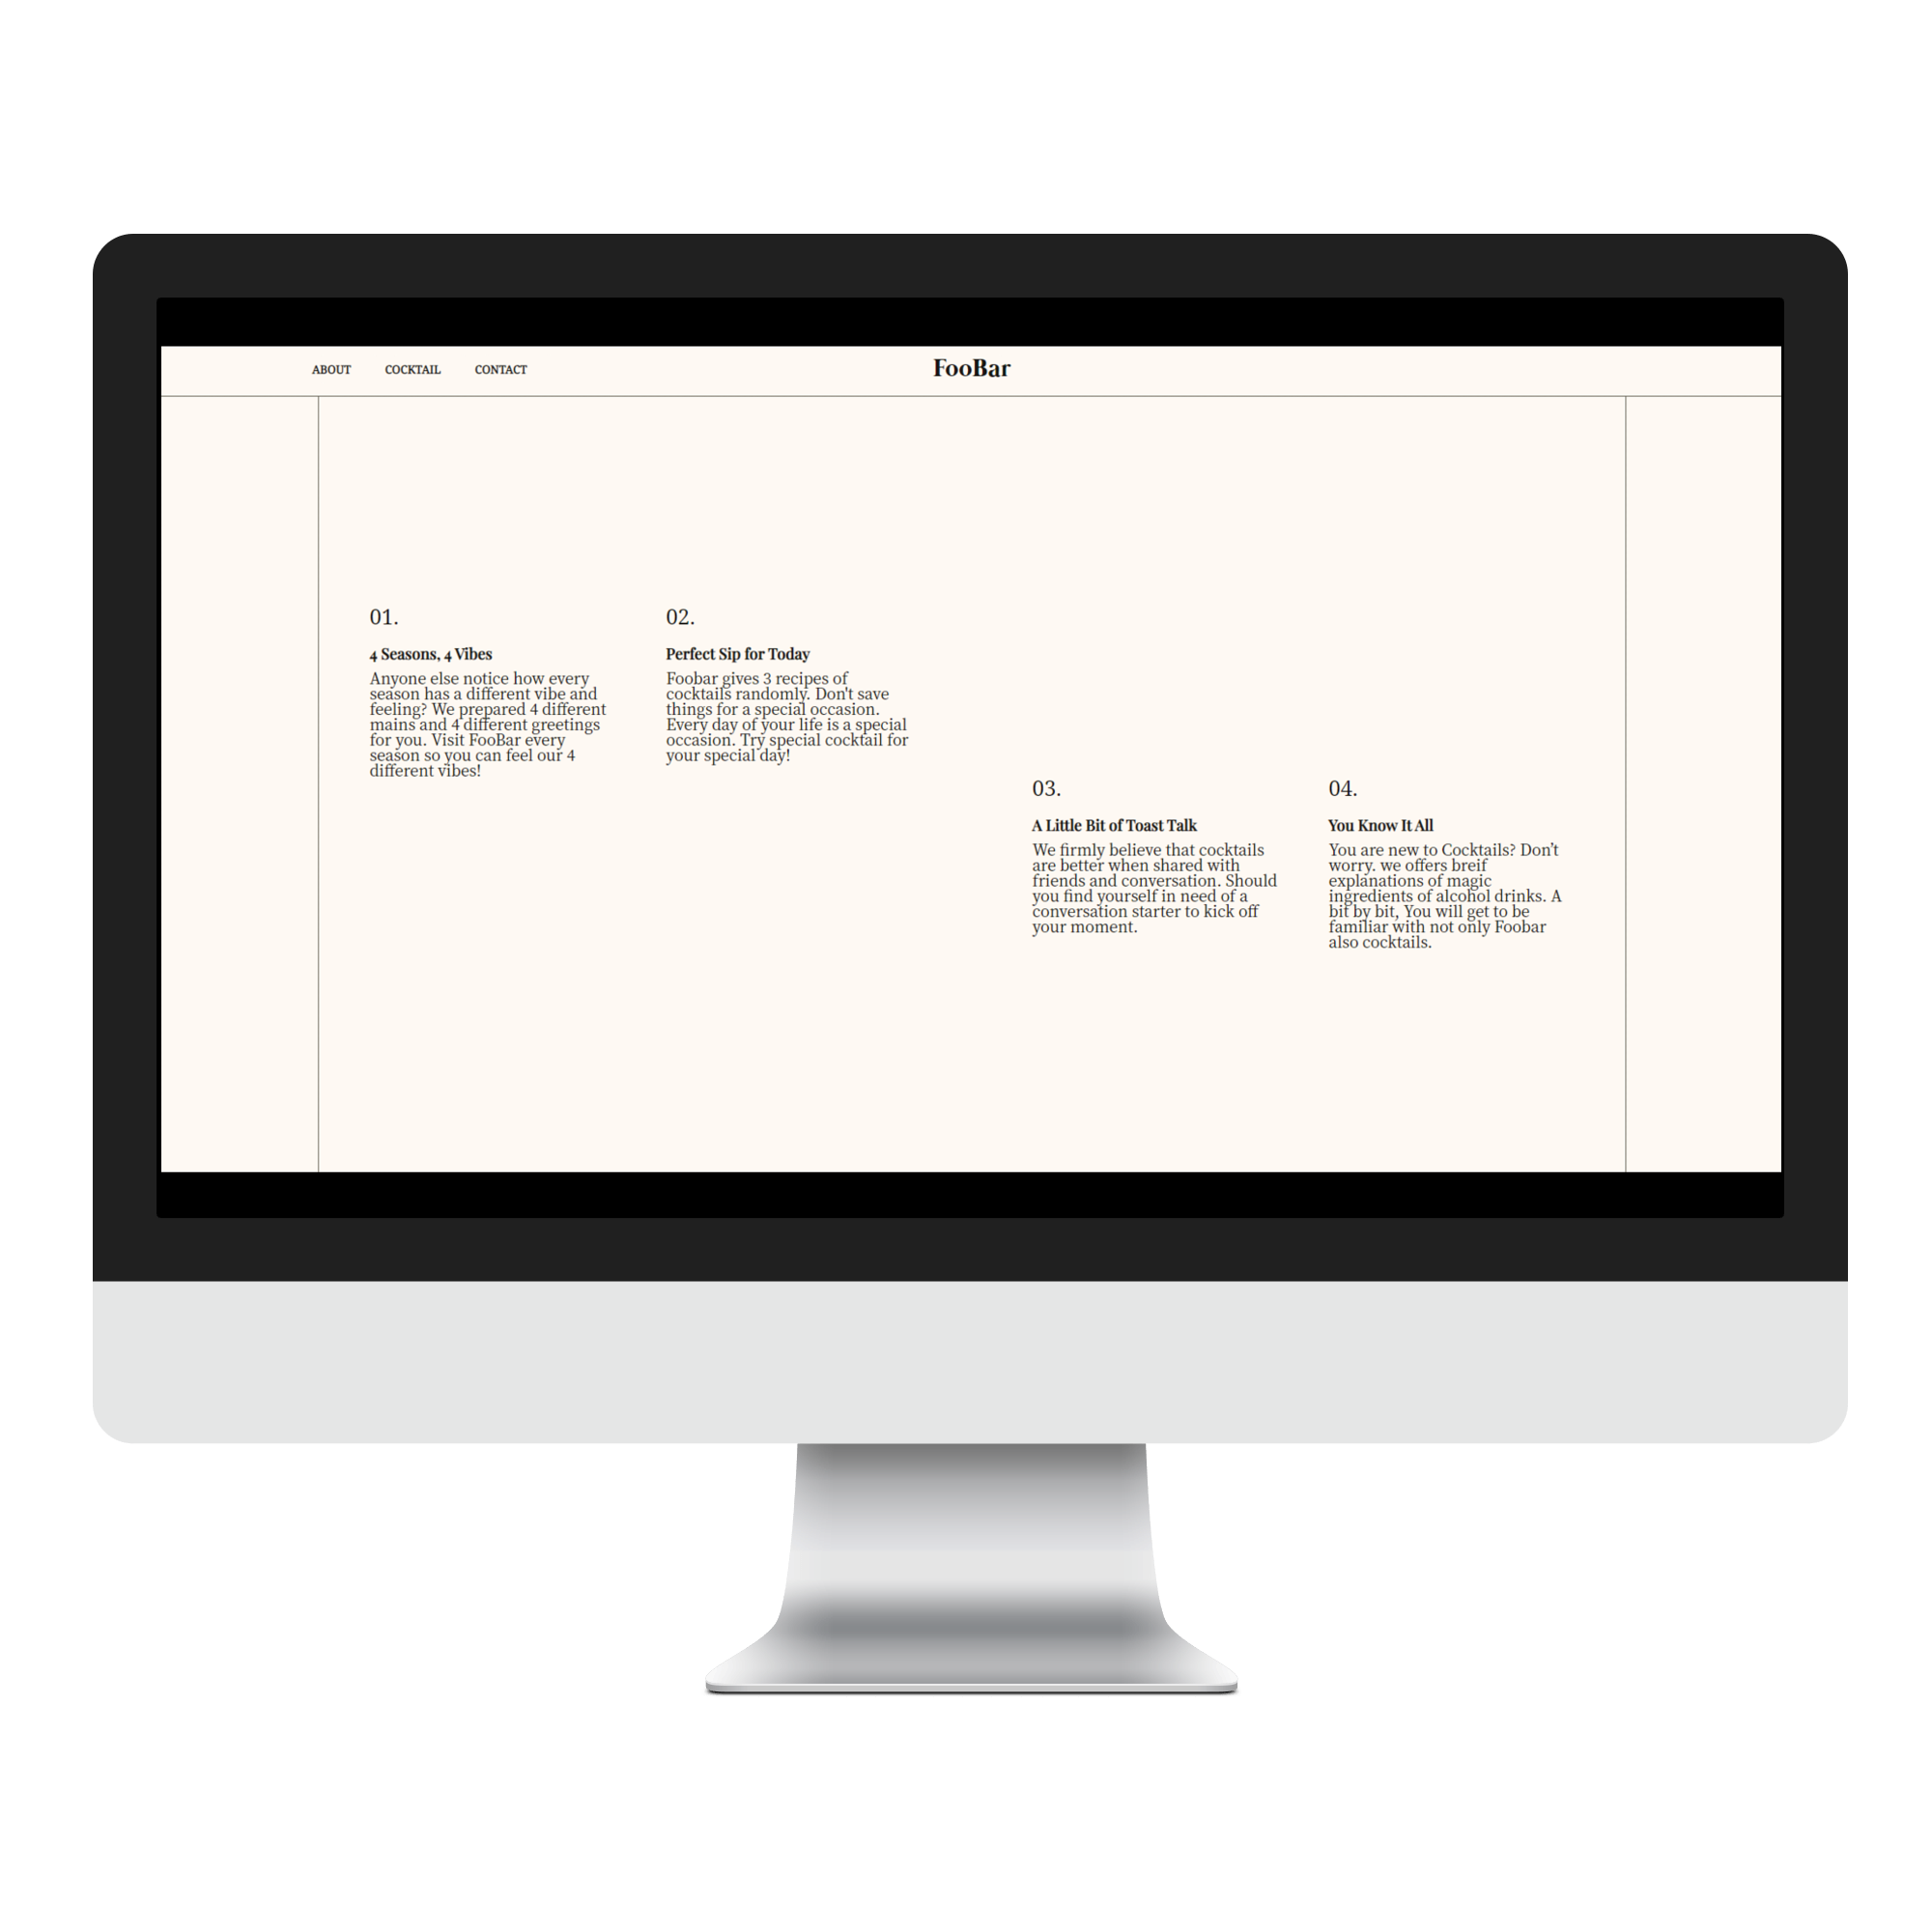 ABOUT COCKTAIL CONTACT FooBar
01.
4 Seasons, 4 Vibes
Anyone else notice how every
season has a different vibe and
feeling? We prepared 4 different
mains and 4 different greetings
for you. Visit FooBar every
season so you can feel our 4
different vibes!
02.
Perfect Sip for Today
Foobar gives 3 recipes of
cocktails randomly. Don't save
things for a special occasion.
Every day of your life is a special
occasion. Try special cocktail for
your special day!
03.
A Little Bit of Toast Talk
We firmly believe that cocktails
are better when shared with
friends and conversation. Should
you find yourself in need of a
conversation starter to kick off
your moment.
04.
You Know It All
You are new to Cocktails? Don’t
worry. we offers breif
explanations of magic
ingredients of alcohol drinks. A
bit by bit, You will get to be
familiar with not only Foobar
also cocktails.